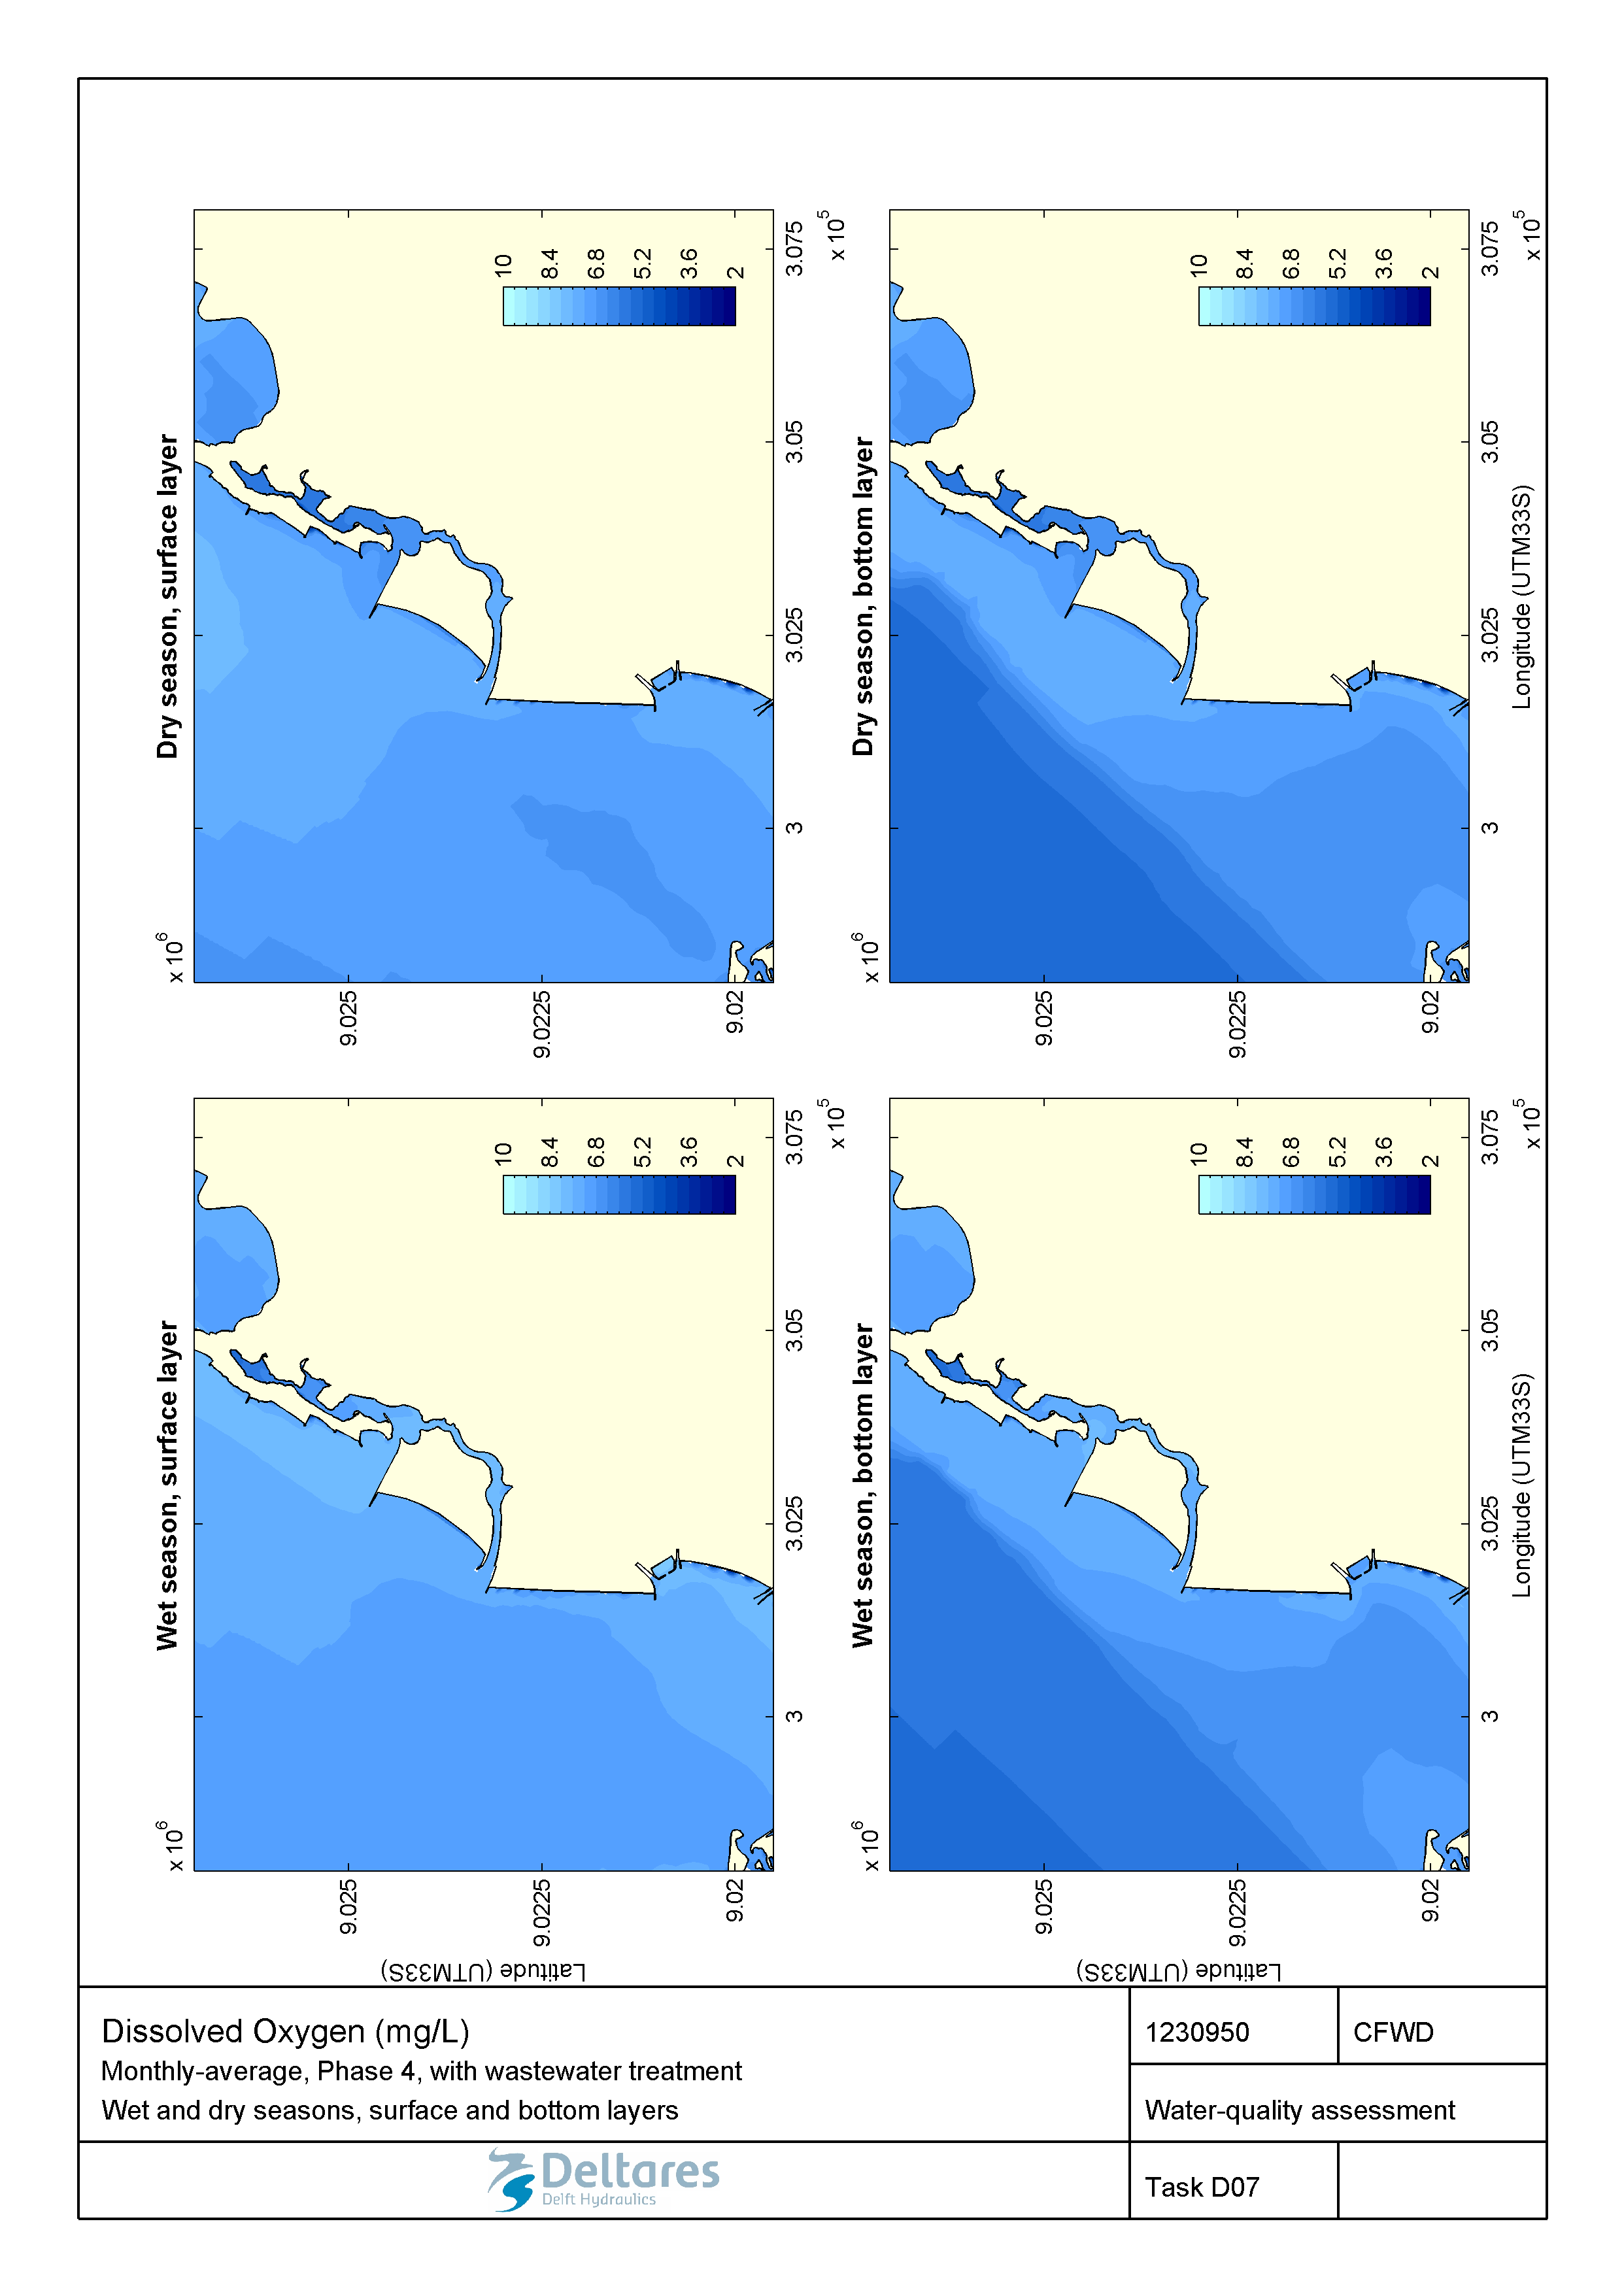 Wet season, surface layer
x 10^6
9.025
9.0225
9.02
Latitude (UTM33S)
3
3.025
3.05
3.075
x 10^5
10
8.4
6.8
5.2
3.6
2
Dry season, surface layer
x 10^6
9.025
9.0225
9.02
3
3.025
3.05
3.075
x 10^5
10
8.4
6.8
5.2
3.6
2
Wet season, bottom layer
x 10^6
9.025
9.0225
9.02
Latitude (UTM33S)
3
3.025
3.05
3.075
x 10^5
Longitude (UTM33S)
10
8.4
6.8
5.2
3.6
2
Dry season, bottom layer
x 10^6
9.025
9.0225
9.02
3
3.025
3.05
3.075
x 10^5
Longitude (UTM33S)
10
8.4
6.8
5.2
3.6
2
Dissolved Oxygen (mg/L)
Monthly-average, Phase 4, with wastewater treatment
Wet and dry seasons, surface and bottom layers
1230950
CFWD
Water-quality assessment
Deltares
Delft Hydraulics
Task D07